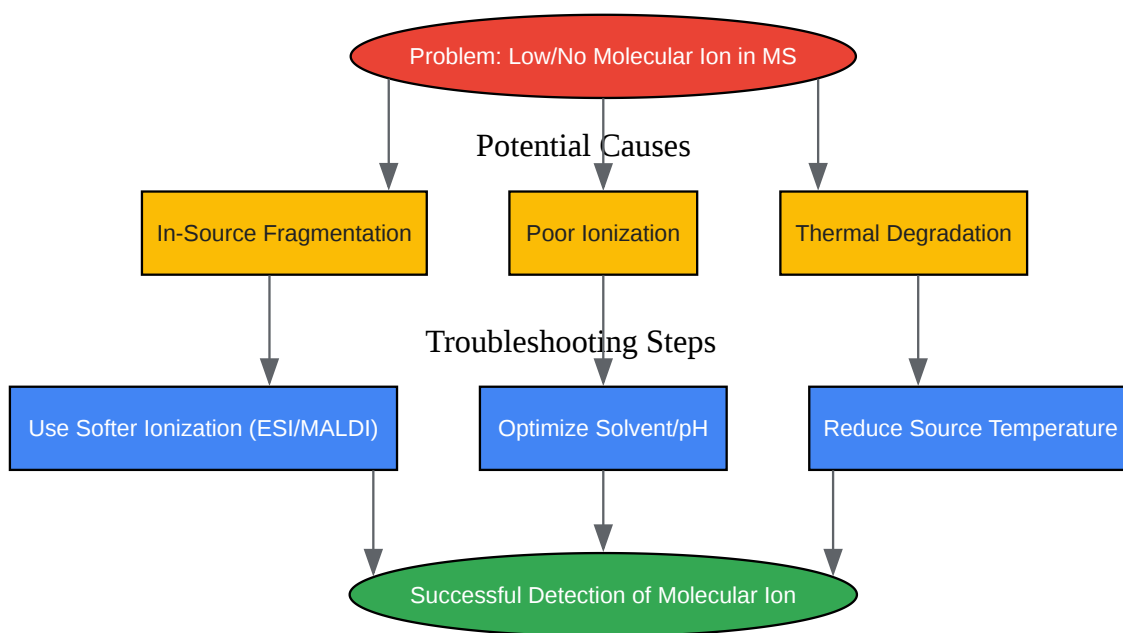 Problem: Low/No Molecular Ion in MS
Potential Causes
In-Source Fragmentation
Poor Ionization
Thermal Degradation
Troubleshooting Steps
Use Softer Ionization (ESI/MALDI)
Optimize Solvent/pH
Reduce Source Temperature
Successful Detection of Molecular Ion